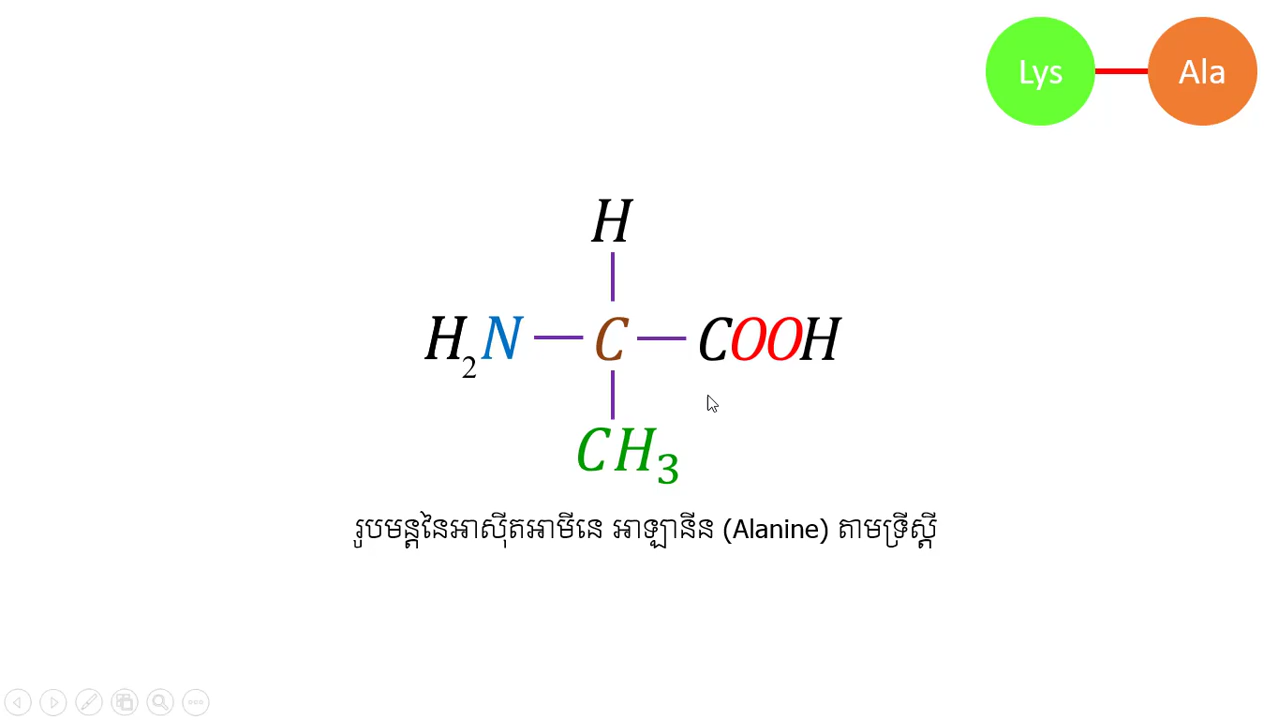 Lys Ala
H
H₂N C COOH
CH₃
រូបមន្តនៃអាស៊ីតអាមីនេ អាឡានីន (Alanine) តាមទ្រឹស្តី